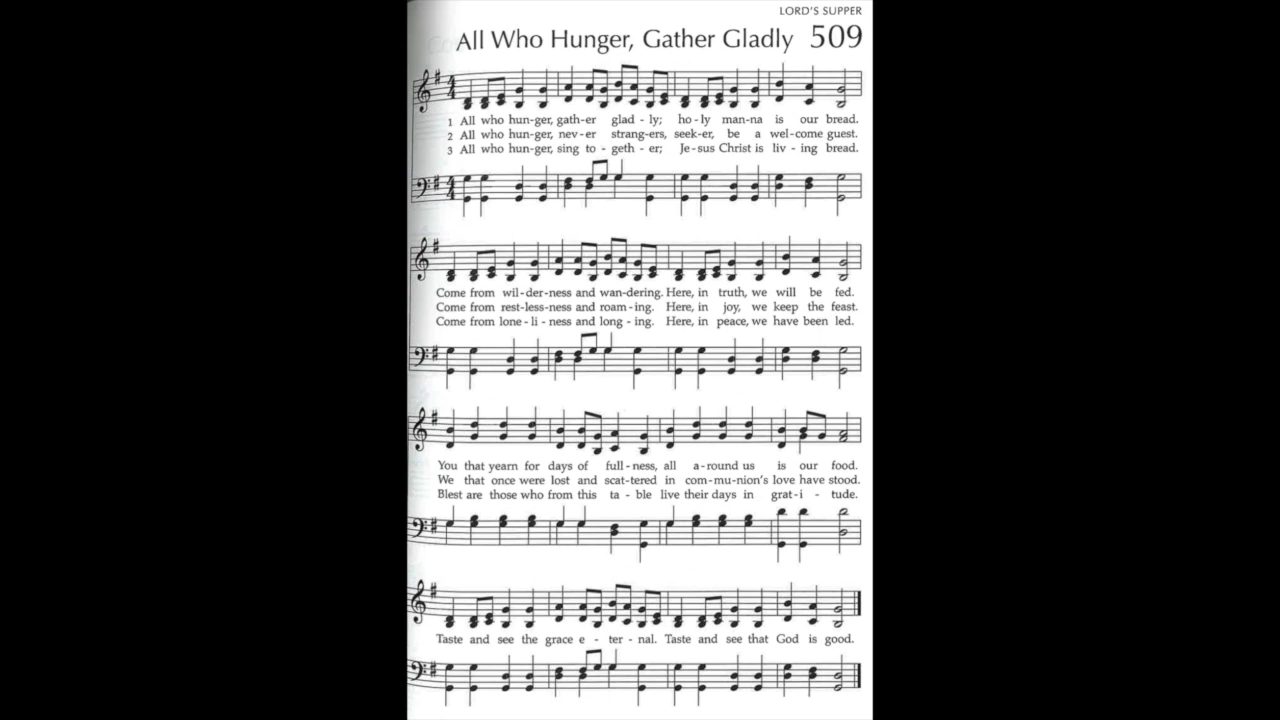 LORD'S SUPPER
All Who Hunger, Gather Gladly 509
1 All who hun-ger, gath-er glad - ly; ho - ly man-na is our bread.
2 All who hun-ger, nev-er strang-ers, seek-er, be a wel-come guest.
3 All who hun-ger, sing to - geth - er; Je-sus Christ is liv - ing bread.
Come from wil-der-ness and wan-dering. Here, in truth, we will be fed.
Come from rest-less-ness and roam-ing. Here, in joy, we keep the feast.
Come from lone-li-ness and long-ing. Here, in peace, we have been led.
You that yearn for days of full-ness, all a-round us is our food.
We that once were lost and scat-tered in com-mu-nion's love have stood.
Blest are those who from this ta - ble live their days in grat-i - tude.
Taste and see the grace e - ter - nal. Taste and see that God is good.